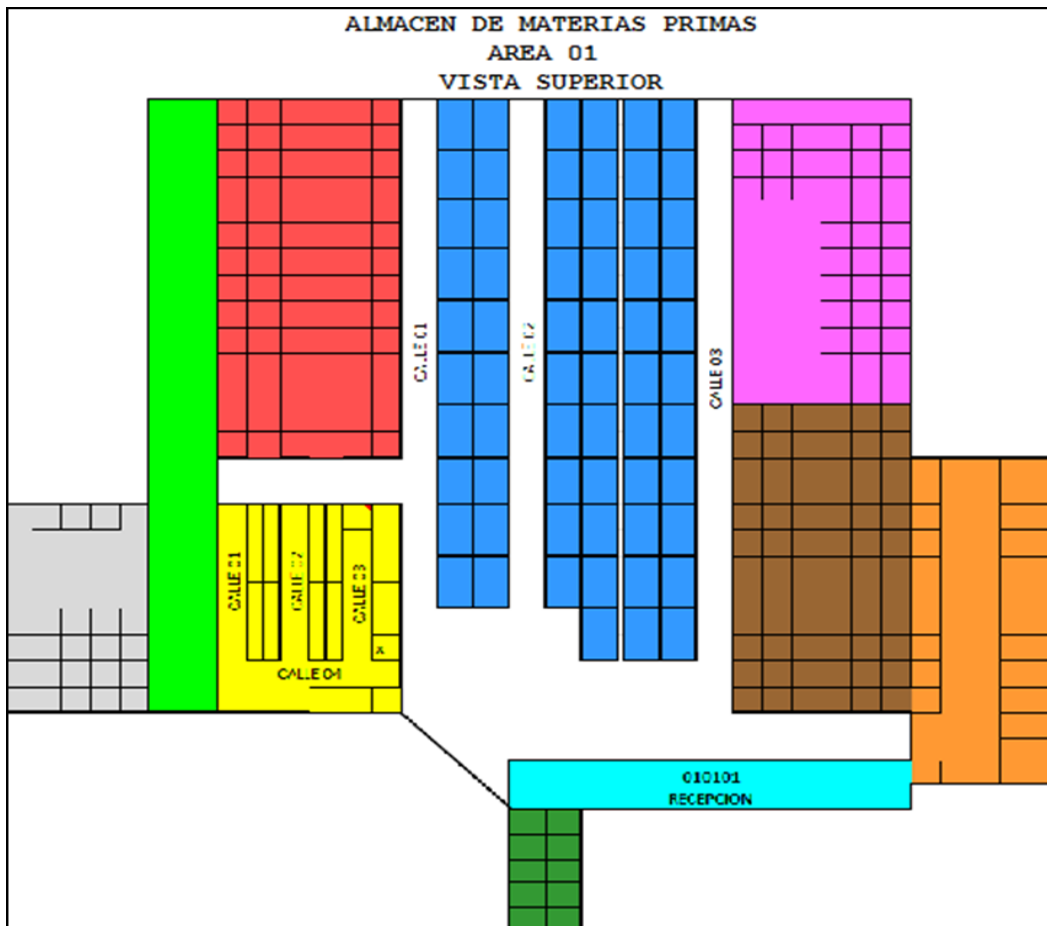 ALMACEN DE MATERIAS PRIMAS
AREA 01
VISTA SUPERIOR
CALLE 01
CALLE 02
CALLE 03
CALLE 01
CALLE 02
CALLE 03
X
CALLE 04
010101
RECEPCION